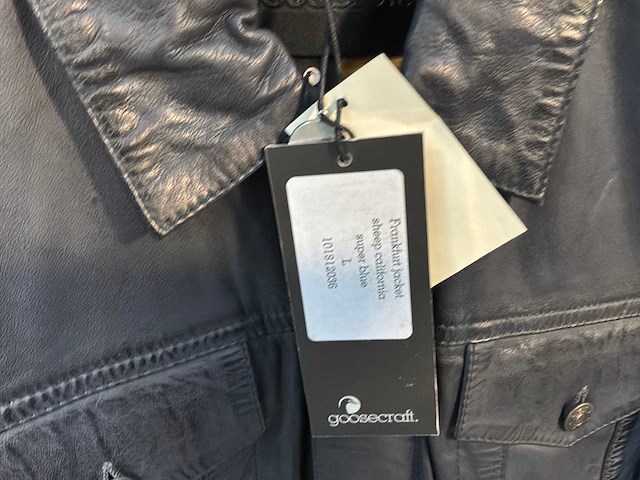 Frankfurt jacket
sheep california
super blue
L
101812036
goosecraft.